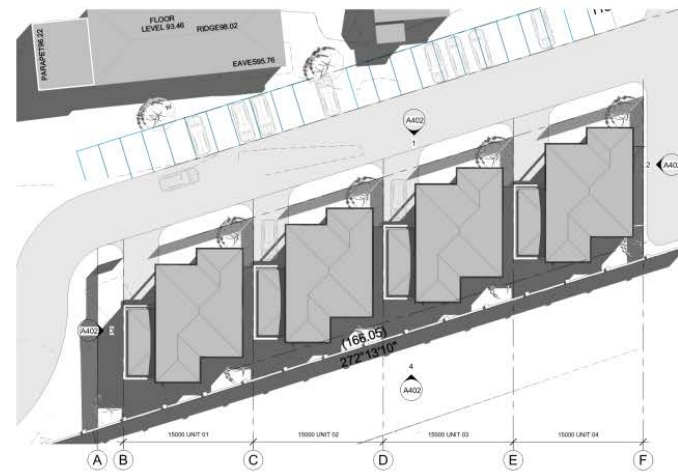 FLOOR
LEVEL 93.46
RIDGE98.02
PARAPET96.22
EAVES95.76
A402
1
2
A402
A402
(166.05)
272°13'10"
4
A402
15000 UNIT 01
15000 UNIT 02
15000 UNIT 03
15000 UNIT 04
A
B
C
D
E
F